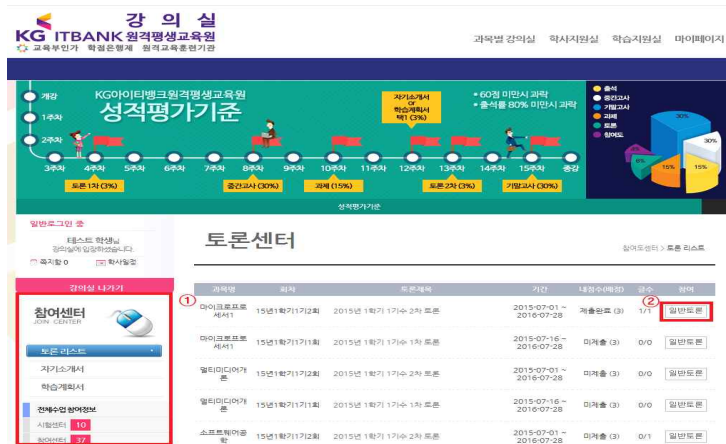 강 의 실
KG ITBANK 원격평생교육원
교육부인가 학점은행제 원격교육훈련기관
과목별 강의실 학사지원실 학습지원실 마이페이지
KG아이티뱅크원격평생교육원
성적평가기준
개강
1주차
2주차
3주차 4주차 5주차 6주차 7주차 8주차 9주차 10주차 11주차 12주차 13주차 14주차 15주차 종강
토론 1차 (3%)
중간고사 (30%)
과제 (15%)
자기소개서
or
학습계획서
택1 (3%)
토론 2차 (3%)
기말고사 (30%)
• 60점 미만시 과락
• 출석률 80% 미만시 과락
출석
중간고사
기말고사
과제
토론
참여도
30%
30%
15%
15%
6%
성적평가기준
일반로그인 중
테스트 학생님
강의실에 입장하셨습니다.
쪽지함 0 학사일정
강의실 나가기
참여센터
JOIN CENTER
토론 리스트
자기소개서
학습계획서
전체수업 참여정보
시험센터 10
참여센터 37
토론센터
참여도센터 > 토론 리스트
과목명 회차 토론제목 기간 내점수(배점) 글수 참여
① ②
마이크로프로세서1 15년1학기1기2회 2015년 1학기 1기수 2차 토론 2015-07-01 ~ 2016-07-28 제출완료 (3) 1/1 일반토론
마이크로프로세서1 15년1학기1기1회 2015년 1학기 1기수 1차 토론 2015-07-16 ~ 2016-07-28 미제출 (3) 0/0 일반토론
멀티미디어개론 15년1학기1기2회 2015년 1학기 1기수 2차 토론 2015-07-01 ~ 2016-07-28 미제출 (3) 0/0 일반토론
멀티미디어개론 15년1학기1기1회 2015년 1학기 1기수 1차 토론 2015-07-16 ~ 2016-07-28 미제출 (3) 0/0 일반토론
소프트웨어공학 15년1학기1기2회 2015년 1학기 1기수 2차 토론 2015-07-01 ~ 2016-07-28 미제출 (3) 0/1 일반토론